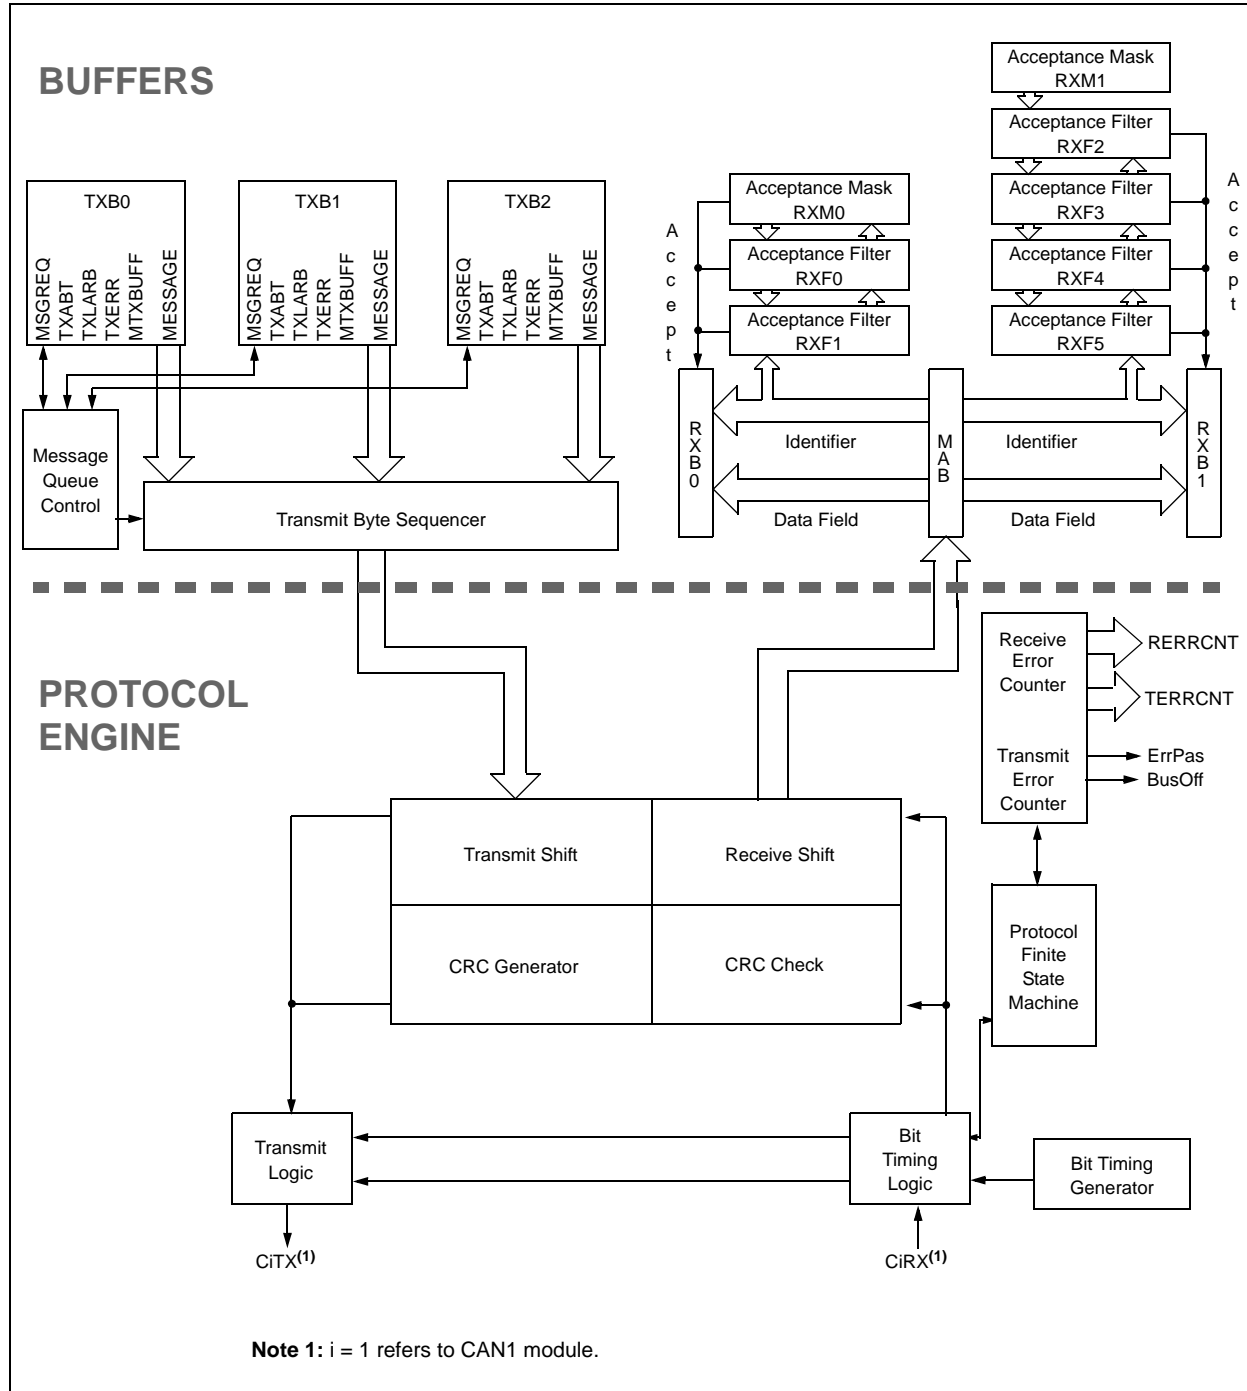 BUFFERS
TXB0
MSGREQ
TXABT
TXLARB
TXERR
MTXBUFF
MESSAGE
TXB1
MSGREQ
TXABT
TXLARB
TXERR
MTXBUFF
MESSAGE
TXB2
MSGREQ
TXABT
TXLARB
TXERR
MTXBUFF
MESSAGE
Message
Queue
Control
Transmit Byte Sequencer
Accept
Acceptance Mask
RXM0
Acceptance Filter
RXF0
Acceptance Filter
RXF1
Acceptance Mask
RXM1
Acceptance Filter
RXF2
Acceptance Filter
RXF3
Acceptance Filter
RXF4
Acceptance Filter
RXF5
Accept
RXB0
Identifier
Data Field
MAB
Identifier
Data Field
RXB1
PROTOCOL
ENGINE
Receive
Error
Counter
Transmit
Error
Counter
RERRCNT
TERRCNT
ErrPas
BusOff
Transmit Shift
Receive Shift
CRC Generator
CRC Check
Protocol
Finite
State
Machine
Transmit
Logic
Bit
Timing
Logic
Bit Timing
Generator
CiTX(1)
CiRX(1)
Note 1: i = 1 refers to CAN1 module.